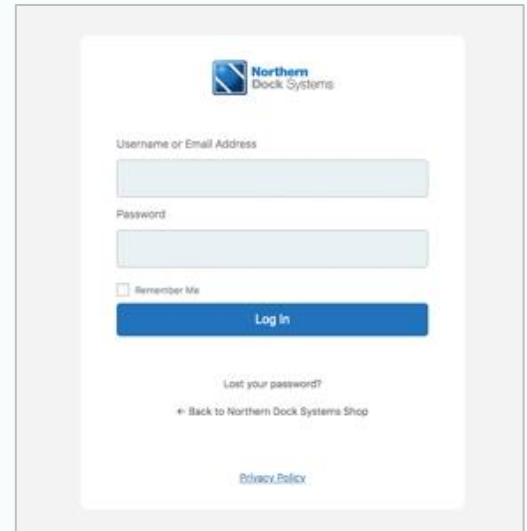 Northern
Dock Systems
Username or Email Address
Password
Remember Me
Log In
Lost your password?
← Back to Northern Dock Systems Shop
Privacy Policy